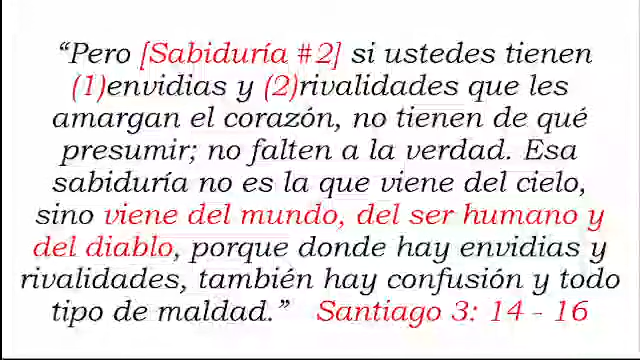 “Pero [Sabiduría #2] si ustedes tienen
(1)envidias y (2)rivalidades que les
amargan el corazón, no tienen de qué
presumir; no falten a la verdad. Esa
sabiduría no es la que viene del cielo,
sino viene del mundo, del ser humano y
del diablo, porque donde hay envidias y
rivalidades, también hay confusión y todo
tipo de maldad.” Santiago 3: 14 - 16